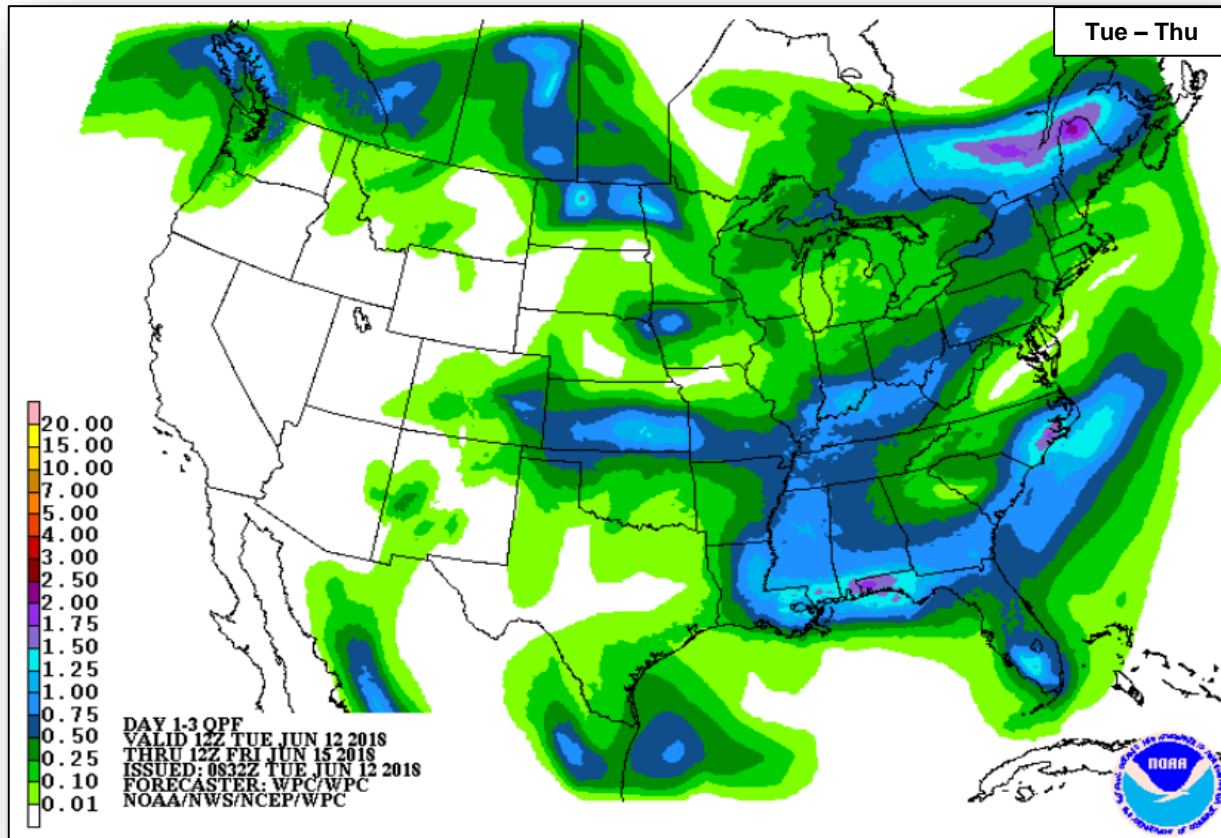 Tue – Thu
20.00
15.00
10.00
7.00
5.00
4.00
3.00
2.50
2.00
1.75
1.50
1.25
1.00
0.75
0.50
0.25
0.10
0.01
DAY 1-3 QPF
VALID 12Z TUE JUN 12 2018
THRU 12Z FRI JUN 15 2018
ISSUED: 0832Z TUE JUN 12 2018
FORECASTER: WPC/WPC
NOAA/NWS/NCEP/WPC
NOAA